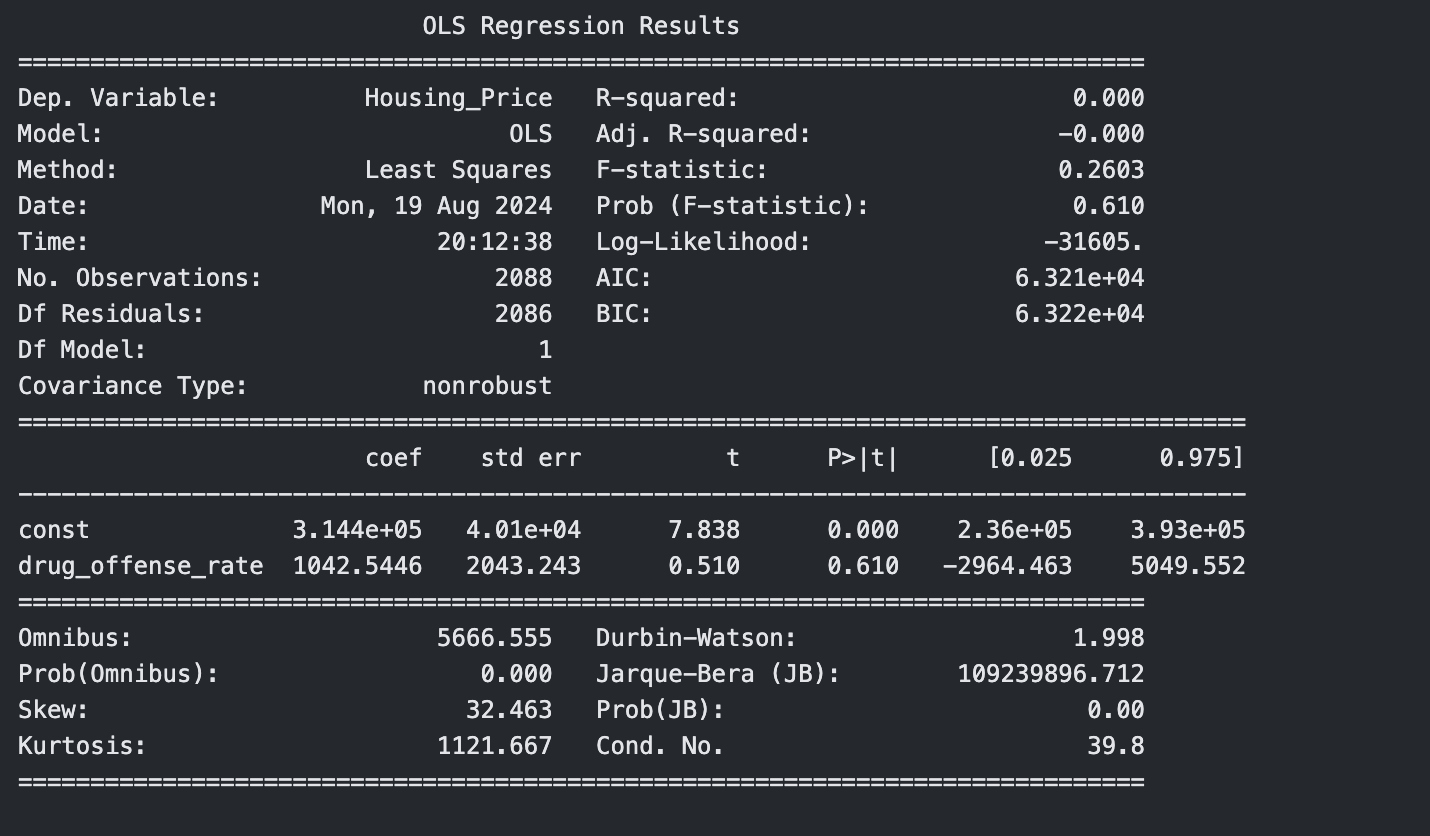 OLS Regression Results
==============================================================================
Dep. Variable: Housing_Price R-squared: 0.000
Model: OLS Adj. R-squared: -0.000
Method: Least Squares F-statistic: 0.2603
Date: Mon, 19 Aug 2024 Prob (F-statistic): 0.610
Time: 20:12:38 Log-Likelihood: -31605.
No. Observations: 2088 AIC: 6.321e+04
Df Residuals: 2086 BIC: 6.322e+04
Df Model: 1
Covariance Type: nonrobust
=====================================================================================
coef std err t P>|t| [0.025 0.975]
-------------------------------------------------------------------------------------
const 3.144e+05 4.01e+04 7.838 0.000 2.36e+05 3.93e+05
drug_offense_rate 1042.5446 2043.243 0.510 0.610 -2964.463 5049.552
==============================================================================
Omnibus: 5666.555 Durbin-Watson: 1.998
Prob(Omnibus): 0.000 Jarque-Bera (JB): 109239896.712
Skew: 32.463 Prob(JB): 0.00
Kurtosis: 1121.667 Cond. No. 39.8
==============================================================================